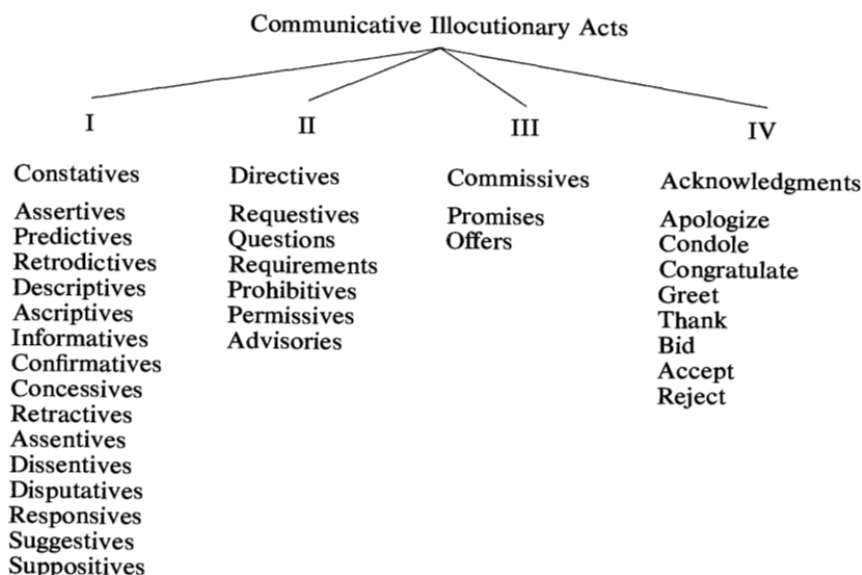 Communicative Illocutionary Acts
I
II
III
IV
Constatives
Assertives
Predictives
Retrodictives
Descriptives
Ascriptives
Informatives
Confirmatives
Concessives
Retractives
Assentives
Dissentives
Disputatives
Responsives
Suggestives
Suppositives
Directives
Requestives
Questions
Requirements
Prohibitives
Permissives
Advisories
Commissives
Promises
Offers
Acknowledgments
Apologize
Condole
Congratulate
Greet
Thank
Bid
Accept
Reject